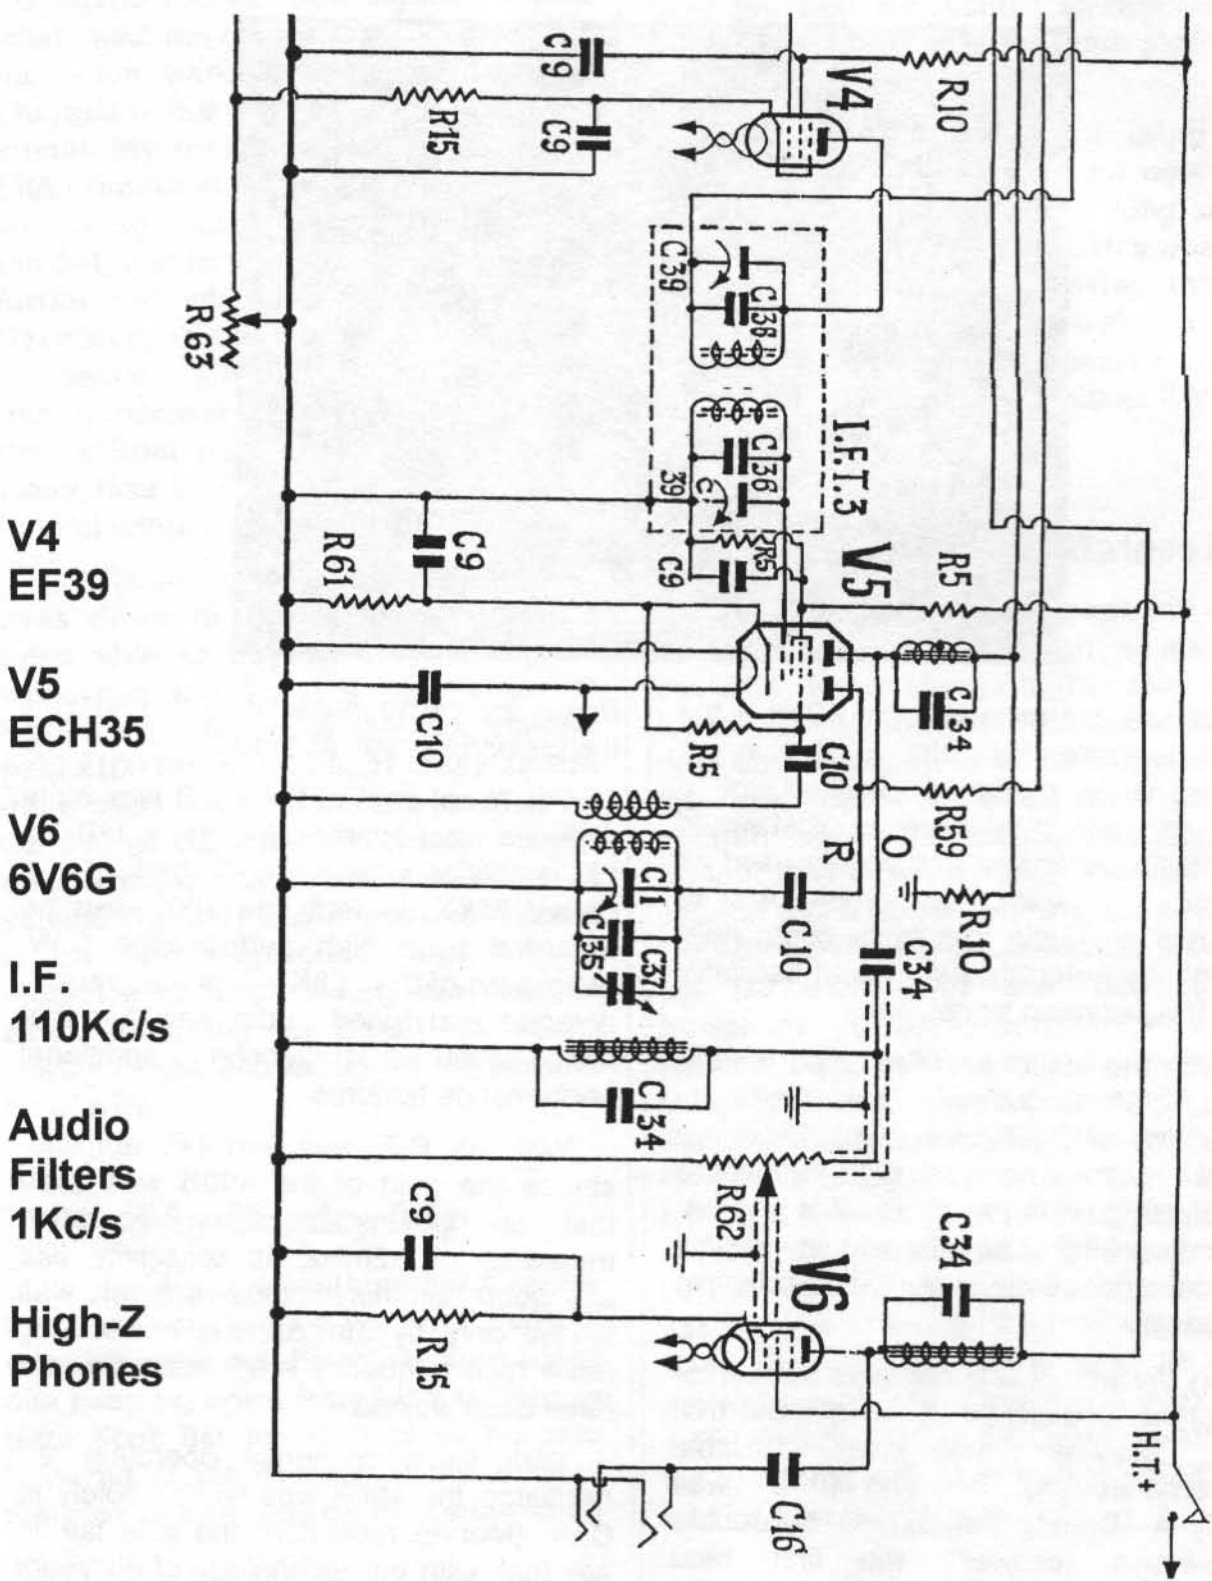 V4
EF39
V5
ECH35
V6
6V6G
I.F.
110Kc/s
Audio
Filters
1Kc/s
High-Z
Phones
C9
V4
R10
R15
C9
R63
C39
C38
I.F.T.3
C36
C39
R61
C9
C9
R5
V5
R5
C10
R5
C10
C34
R59
R
O
R10
C1
C35
C37
C10
C34
C34
R62
C9
V6
C34
R15
H.T.+
C16